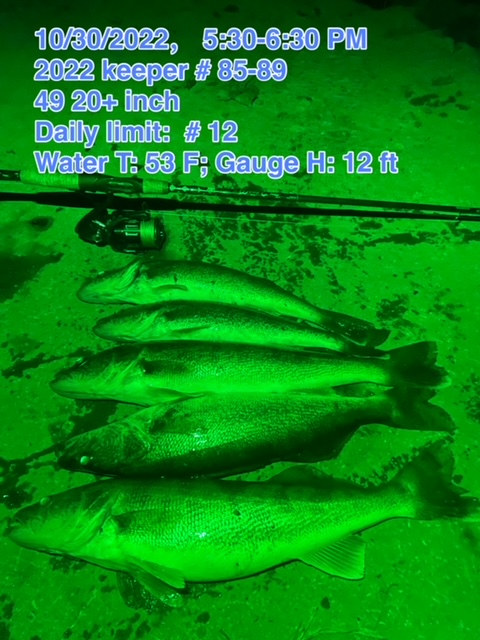 10/30/2022,   5:30-6:30 PM
2022 keeper # 85-89
49 20+ inch
Daily limit:  # 12
Water T: 53 F; Gauge H: 12 ft